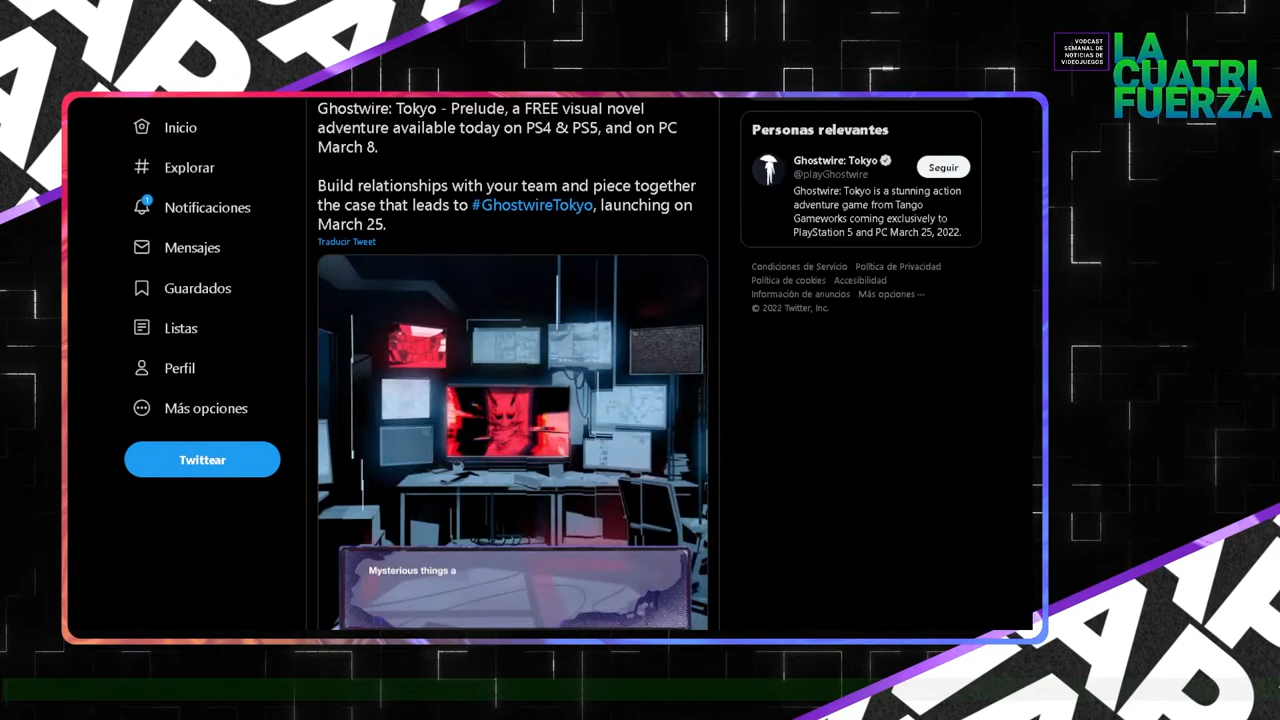 VODCAST
SEMANAL DE
NOTICIAS DE
VIDEOJUEGOS
LA
CUATRI
FUERZA
Inicio
Explorar
1
Notificaciones
Mensajes
Guardados
Listas
Perfil
Más opciones
Twittear
Ghostwire: Tokyo - Prelude, a FREE visual novel
adventure available today on PS4 & PS5, and on PC
March 8.
Build relationships with your team and piece together
the case that leads to #GhostwireTokyo, launching on
March 25.
Traducir Tweet
Mysterious things a
Personas relevantes
Ghostwire: Tokyo
@playGhostwire
Seguir
Ghostwire: Tokyo is a stunning action
adventure game from Tango
Gameworks coming exclusively to
PlayStation 5 and PC March 25, 2022.
Condiciones de Servicio Política de Privacidad
Política de cookies Accesibilidad
Información de anuncios Más opciones ···
© 2022 Twitter, Inc.